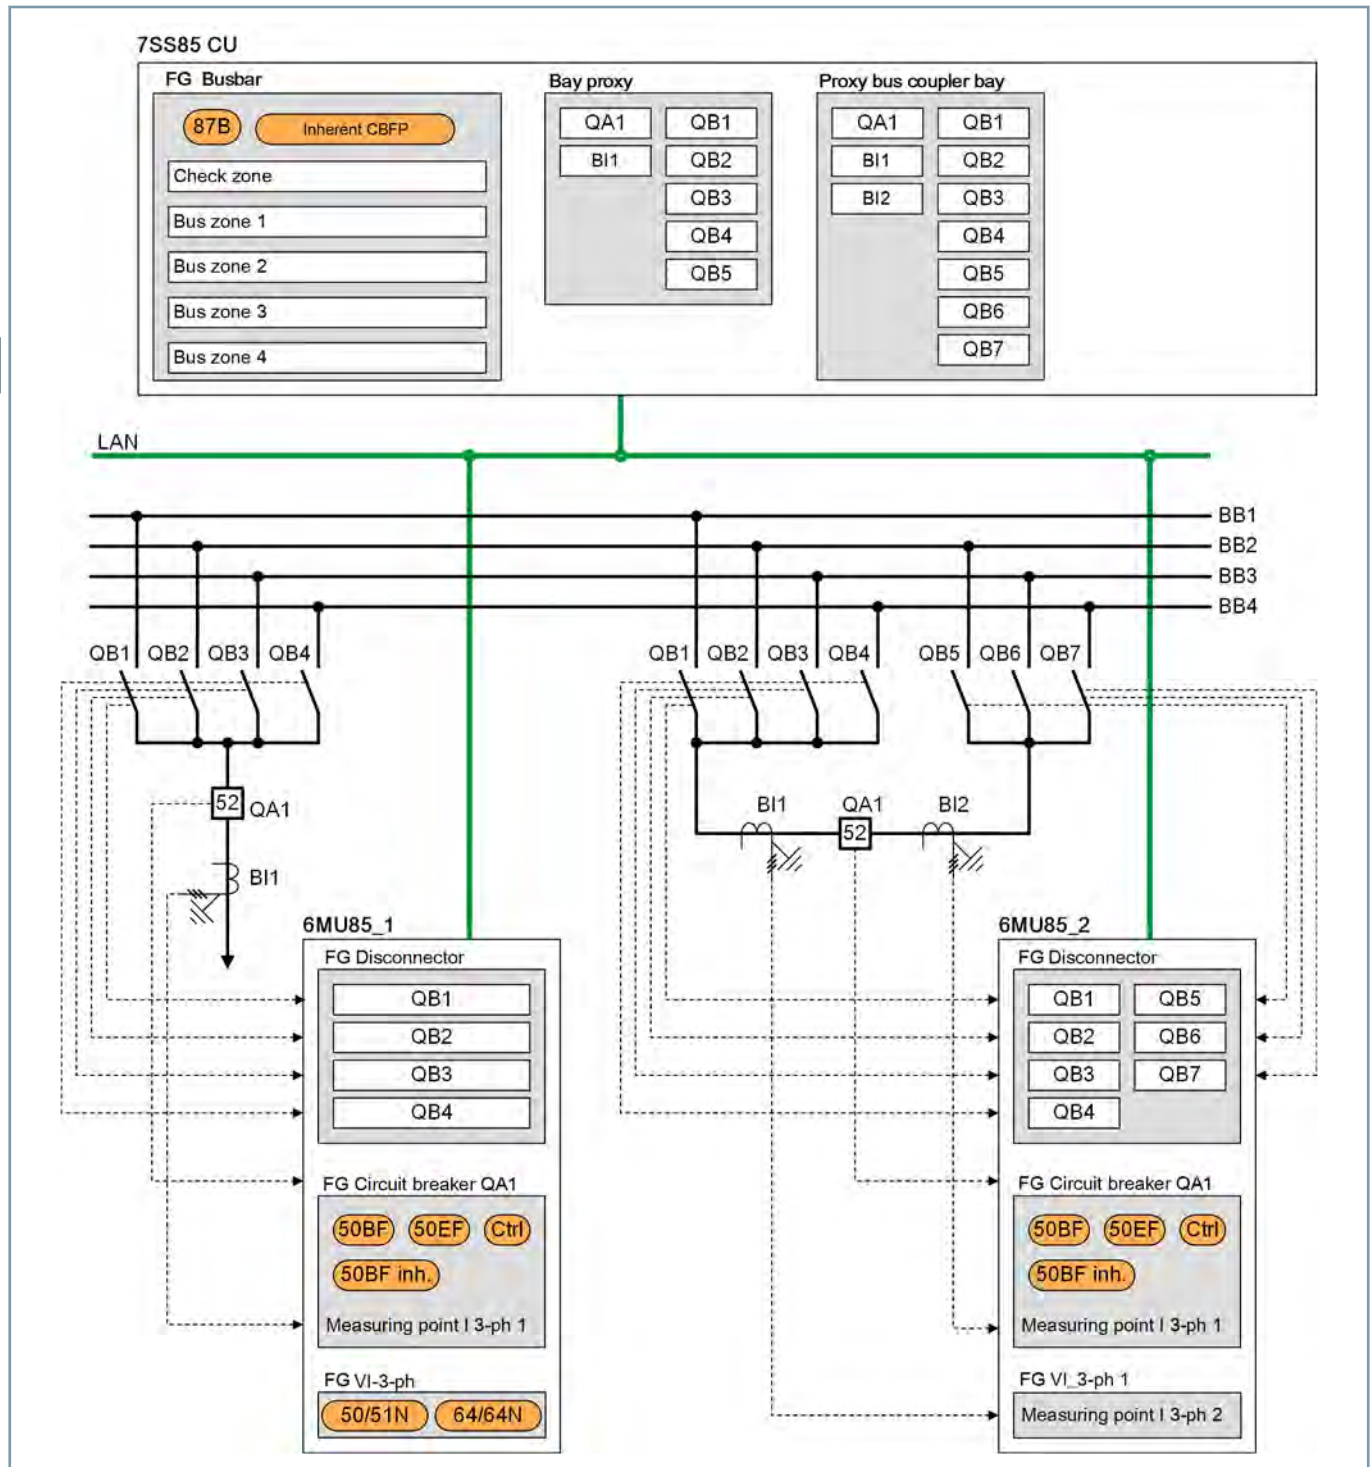 7SS85 CU
FG Busbar
87B
Inherent CBFP
Check zone
Bus zone 1
Bus zone 2
Bus zone 3
Bus zone 4
Bay proxy
QA1 QB1
BI1 QB2
QB3
QB4
QB5
Proxy bus coupler bay
QA1 QB1
BI1 QB2
BI2 QB3
QB4
QB5
QB6
QB7
LAN
BB1
BB2
BB3
BB4
QB1 QB2 QB3 QB4
QB1 QB2 QB3 QB4 QB5 QB6 QB7
52 QA1
BI1
BI1 QA1 BI2
52
6MU85_1
FG Disconnector
QB1
QB2
QB3
QB4
FG Circuit breaker QA1
50BF 50EF Ctrl
50BF inh.
Measuring point I 3-ph 1
FG VI-3-ph
50/51N 64/64N
6MU85_2
FG Disconnector
QB1 QB5
QB2 QB6
QB3 QB7
QB4
FG Circuit breaker QA1
50BF 50EF Ctrl
50BF inh.
Measuring point I 3-ph 1
FG VI_3-ph 1
Measuring point I 3-ph 2